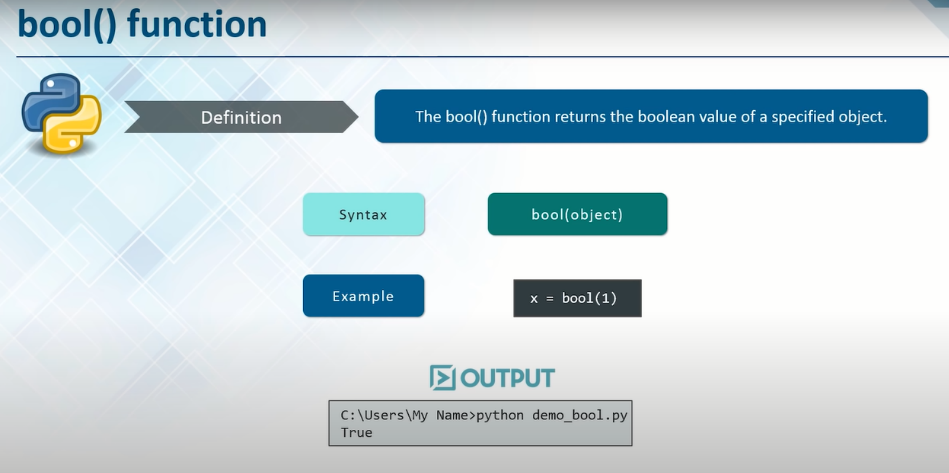 bool() function
Definition
The bool() function returns the boolean value of a specified object.
Syntax
bool(object)
Example
x = bool(1)
OUTPUT
C:\Users\My Name>python demo_bool.py
True